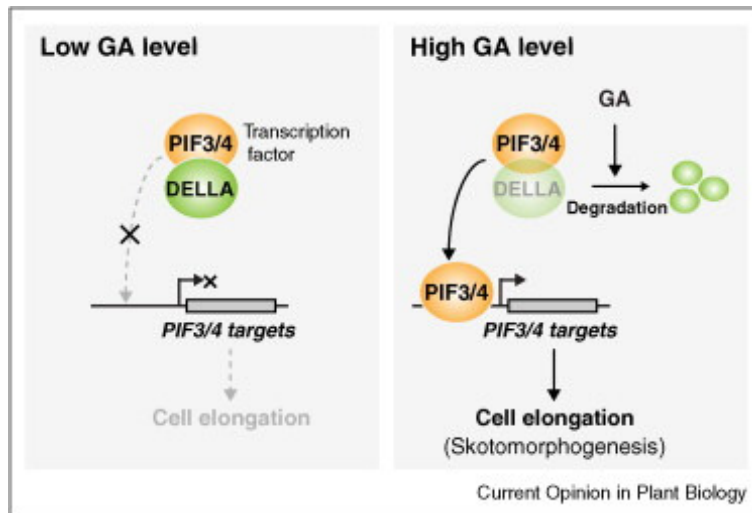 Low GA level
PIF3/4
Transcription
factor
DELLA
PIF3/4 targets
Cell elongation
High GA level
GA
PIF3/4
DELLA
Degradation
PIF3/4
PIF3/4 targets
Cell elongation
(Skotomorphogenesis)
Current Opinion in Plant Biology